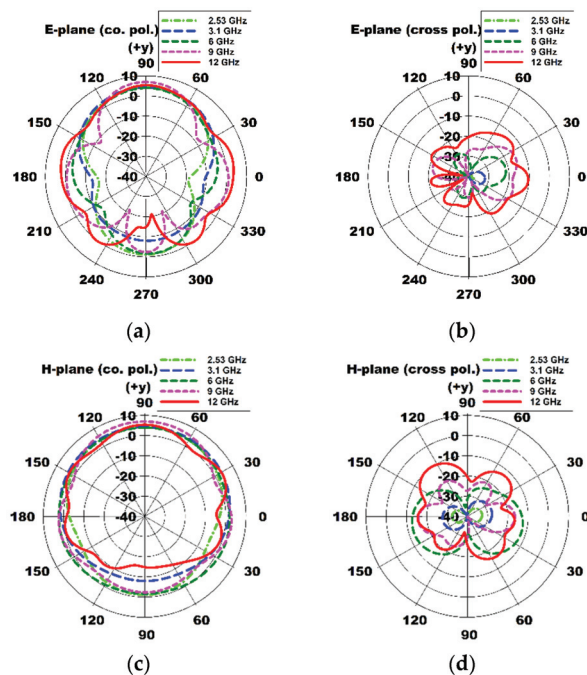 E-plane (co. pol.)
(+y)
2.53 GHz
3.1 GHz
6 GHz
9 GHz
12 GHz
90
120
60
150
30
180
0
210
330
240
300
270
10
0
-10
-20
-30
-40
(a)
E-plane (cross pol.)
(+y)
2.53 GHz
3.1 GHz
6 GHz
9 GHz
12 GHz
90
120
60
150
30
180
0
210
330
240
300
270
10
0
-10
-20
-30
-40
(b)
H-plane (co. pol.)
(+y)
2.53 GHz
3.1 GHz
6 GHz
9 GHz
12 GHz
90
120
60
150
30
180
0
150
30
120
60
90
10
0
-10
-20
-30
-40
(c)
H-plane (cross pol.)
(+y)
2.53 GHz
3.1 GHz
6 GHz
9 GHz
12 GHz
90
120
60
150
30
180
0
150
30
120
60
90
10
0
-10
-20
-30
-40
(d)